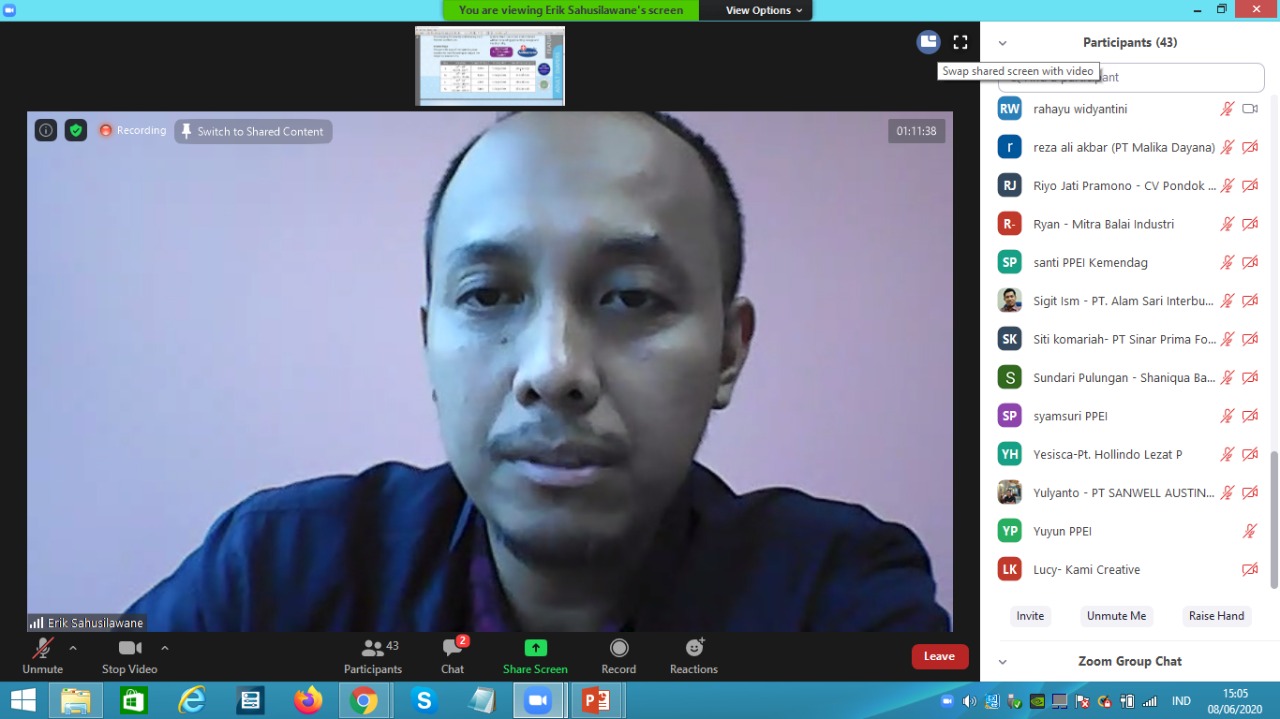 You are viewing Erik Sahusilawane's screen
View Options
Participants (43)
Swap shared screen with video
Recording
Switch to Shared Content
01:11:38
RW rahayu widyantini
r reza ali akbar (PT Malika Dayana)
RJ Riyo Jati Pramono - CV Pondok ...
R- Ryan - Mitra Balai Industri
SP santi PPEI Kemendag
Sigit Ism - PT. Alam Sari Interbu...
SK Siti komariah- PT Sinar Prima Fo...
S Sundari Pulungan - Shaniqua Ba...
SP syamsuri PPEI
YH Yesisca-Pt. Hollindo Lezat P
Yulyanto - PT SANWELL AUSTIN...
YP Yuyun PPEI
LK Lucy- Kami Creative
Invite
Unmute Me
Raise Hand
Erik Sahusilawane
Unmute
Stop Video
43
Participants
2
Chat
Share Screen
Record
Reactions
Leave
Zoom Group Chat
IND
15:05
08/06/2020